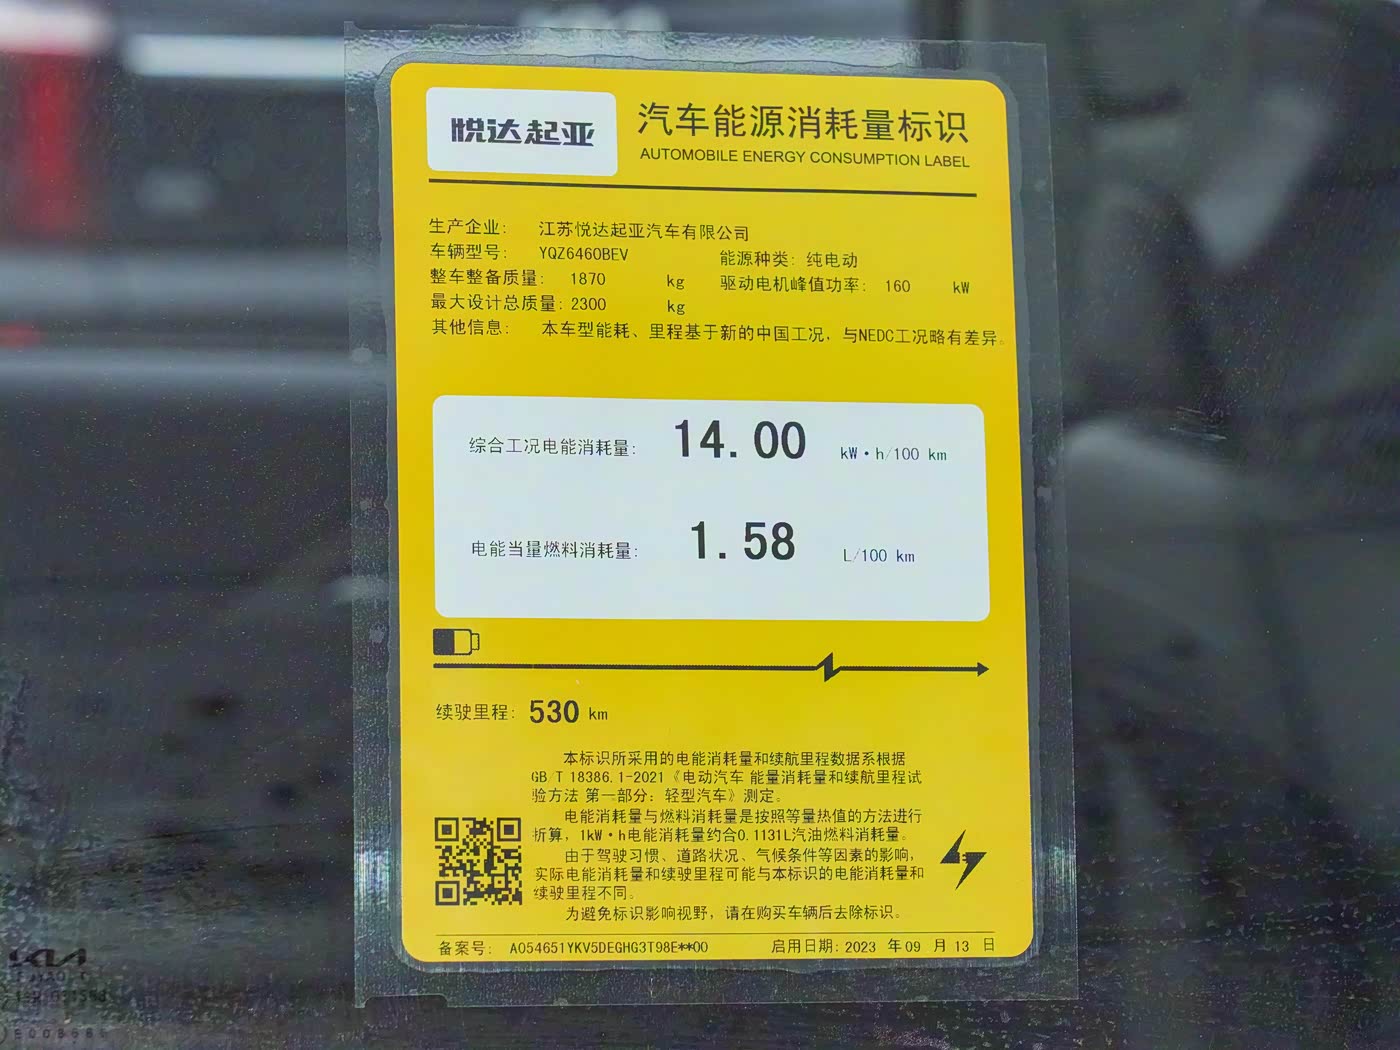 悦达起亚
汽车能源消耗量标识
AUTOMOBILE ENERGY CONSUMPTION LABEL
生产企业: 江苏悦达起亚汽车有限公司
车辆型号: YQZ6460BEV
能源种类: 纯电动
整车整备质量: 1870 kg
驱动电机峰值功率: 160 kW
最大设计总质量: 2300 kg
其他信息: 本车型能耗、里程基于新的中国工况, 与NEDC工况略有差异。
综合工况电能消耗量: 14.00 kW·h/100 km
电能当量燃料消耗量: 1.58 L/100 km
续驶里程: 530 km
本标识所采用的电能消耗量和续航里程数据系根据
GB/T 18386.1-2021《电动汽车 能量消耗量和续航里程试
验方法 第一部分: 轻型汽车》测定。
电能消耗量与燃料消耗量是按照等量热值的方法进行
折算, 1kW·h电能消耗量约合0.1131L汽油燃料消耗量。
由于驾驶习惯、道路状况、气候条件等因素的影响,
实际电能消耗量和续驶里程可能与本标识的电能消耗量和
续驶里程不同。
为避免标识影响视野, 请在购买车辆后去除标识。
备案号: A054651YKV5DEGHG3T98E**00
启用日期: 2023 年 09 月 13 日
KIA